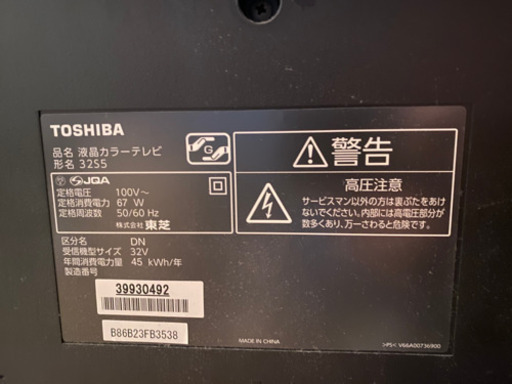 TOSHIBA
品名 液晶カラーテレビ
形名 32S5
G
JQA
定格電圧 100V～
定格消費電力 67 W
定格周波数 50/60 Hz
株式会社 東芝
区分名 DN
受信機型サイズ 32V
年間消費電力量 45 kWh/年
製造番号
39930492
B86B23FB3538
警告
高圧注意
サービスマン以外の方は裏ぶたをあけ
ないでください。内部には高電圧部分が
数多くあり、万一さわると危険です。
MADE IN CHINA
>PS< V66A00736900